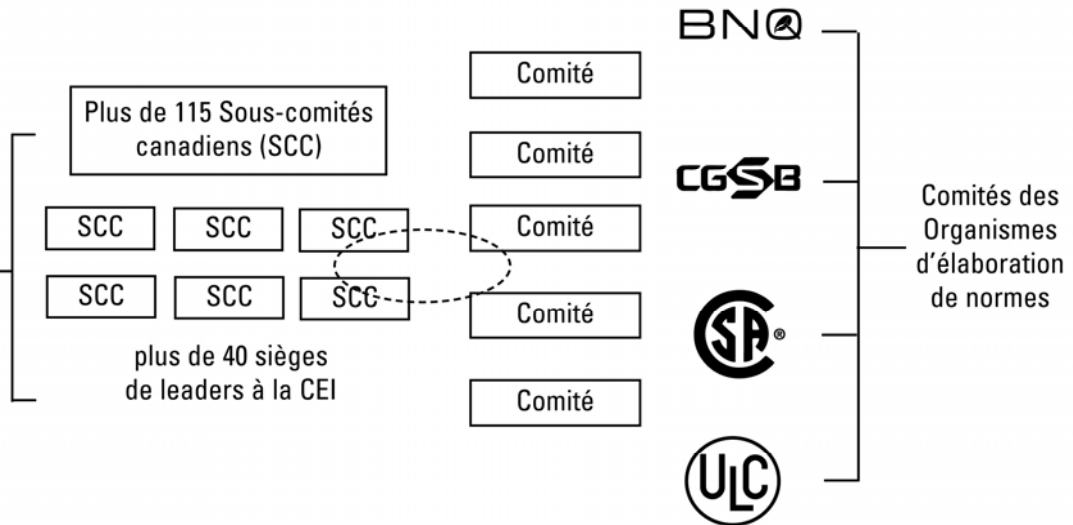 Plus de 115 Sous-comités
canadiens (SCC)
SCC
SCC
SCC
SCC
SCC
SCC
plus de 40 sièges
de leaders à la CEI
Comité
Comité
Comité
Comité
Comité
BNQ
CGSB
CSA®
ULC
Comités des
Organismes
d'élaboration
de normes